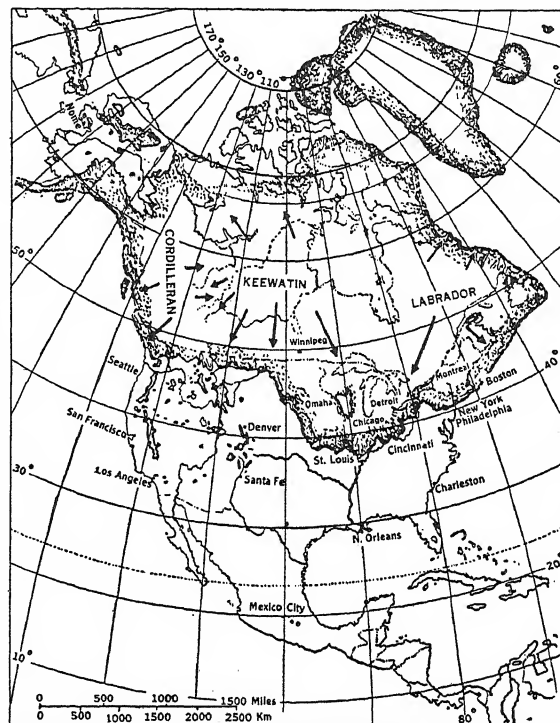 170°
150°
130°
110°
Nome
50°
CORDILLERAN
KEEWATIN
LABRADOR
Winnipeg
Seattle
Montreal
40°
Boston
Omaha
Detroit
Chicago
New York
Philadelphia
San Francisco
Denver
Cincinnati
St. Louis
30°
Los Angeles
Santa Fe
Charleston
N. Orleans
20°
Mexico City
10°
0 500 1000 1500 Miles
0 500 1000 1500 2000 2500 Km
80